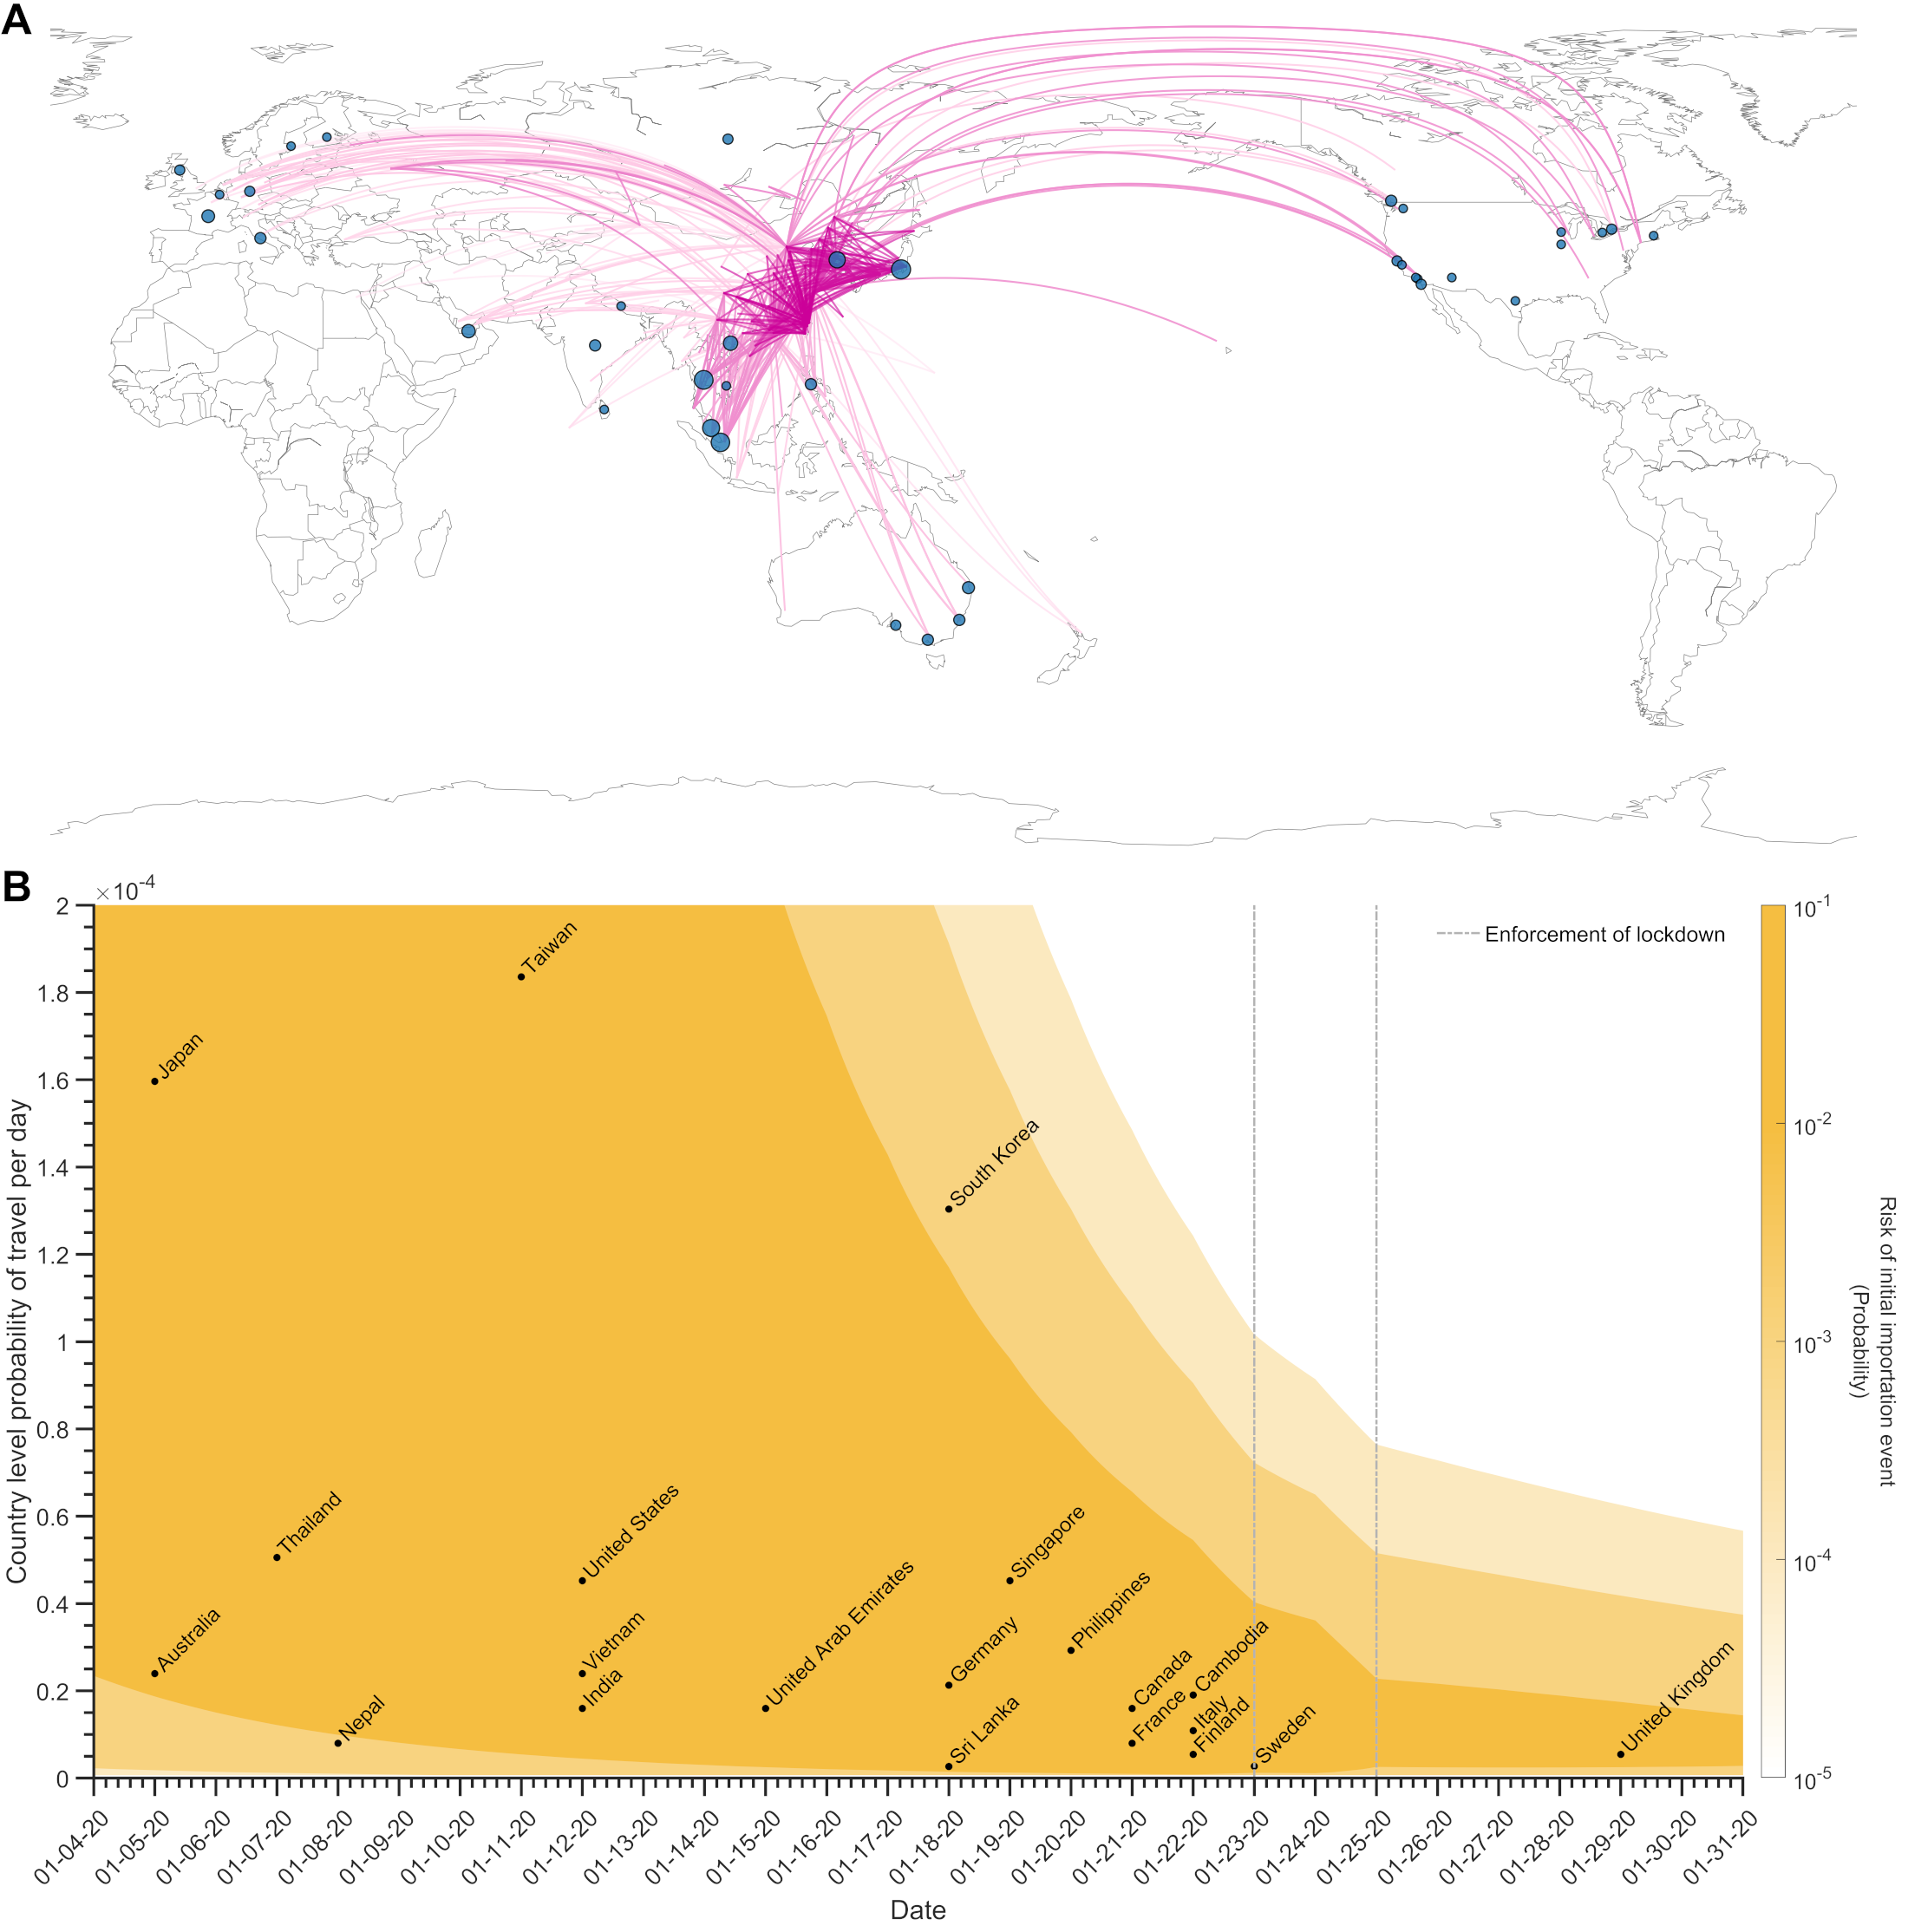 A
B
×10-4
2
1.8
1.6
1.4
1.2
1
0.8
0.6
0.4
0.2
0
Country level probability of travel per day
Enforcement of lockdown
Taiwan
Japan
South Korea
Thailand
United States
Singapore
Australia
Vietnam
India
United Arab Emirates
Germany
Philippines
Nepal
Sri Lanka
Canada
France
Cambodia
Italy
Finland
Sweden
United Kingdom
10-1
10-2
10-3
10-4
10-5
Risk of initial importation event
(Probability)
01-04-20
01-05-20
01-06-20
01-07-20
01-08-20
01-09-20
01-10-20
01-11-20
01-12-20
01-13-20
01-14-20
01-15-20
01-16-20
01-17-20
01-18-20
01-19-20
01-20-20
01-21-20
01-22-20
01-23-20
01-24-20
01-25-20
01-26-20
01-27-20
01-28-20
01-29-20
01-30-20
01-31-20
Date